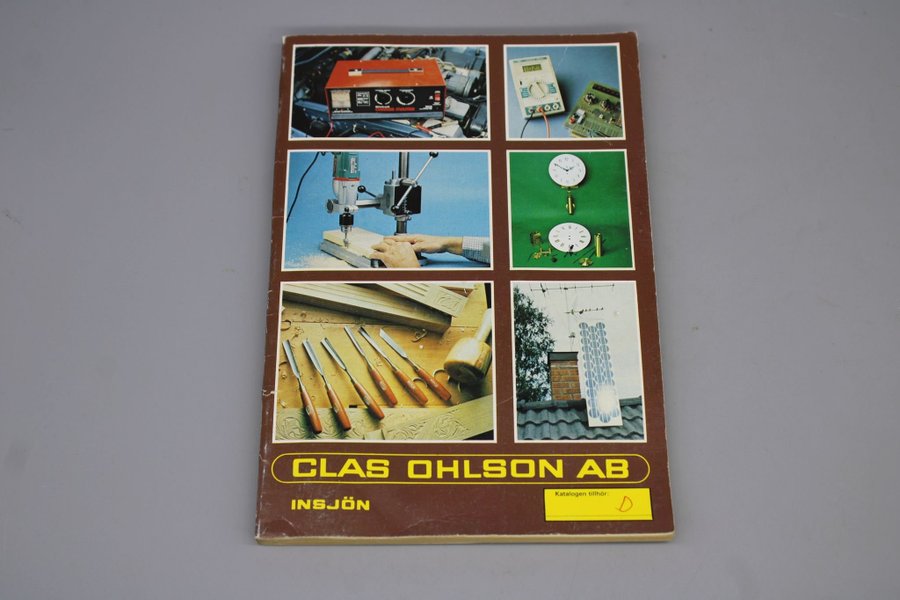 CLAS OHLSON AB
INSJÖN
Katalogen tillhör:
D